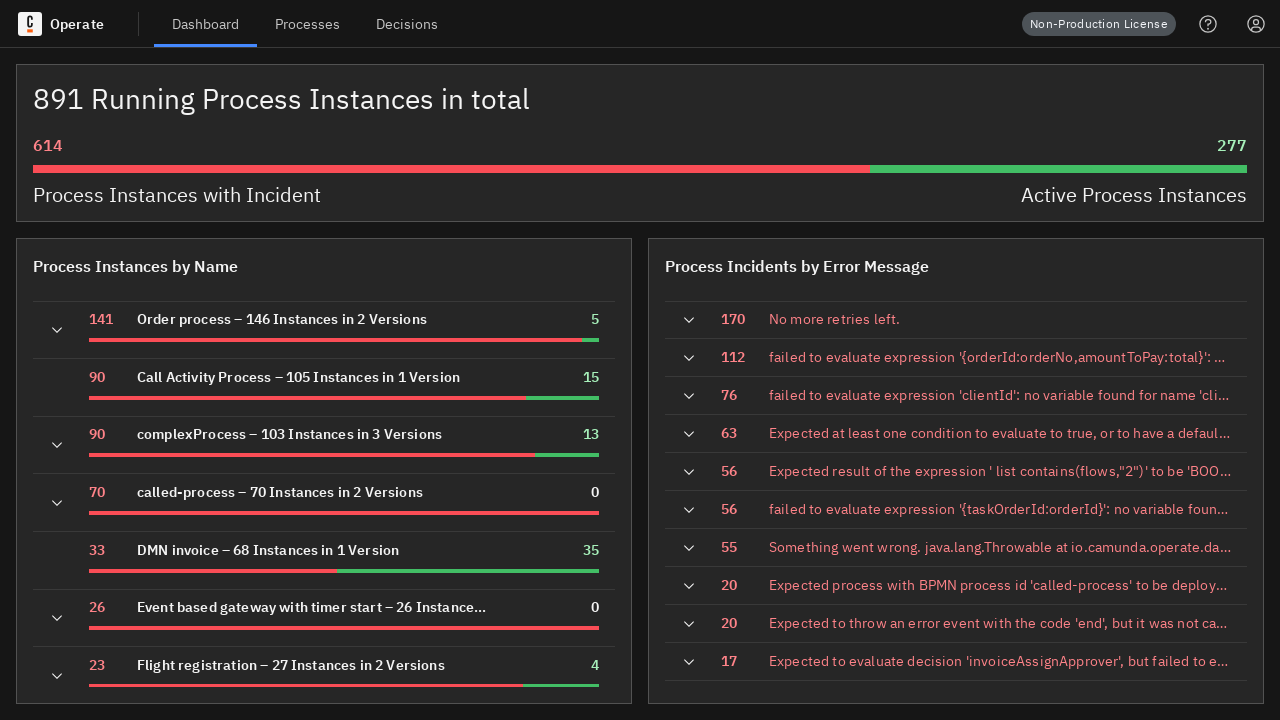 C Operate Dashboard Processes Decisions Non-Production License
891 Running Process Instances in total
614 277
Process Instances with Incident Active Process Instances
Process Instances by Name
141 Order process – 146 Instances in 2 Versions 5
90 Call Activity Process – 105 Instances in 1 Version 15
90 complexProcess – 103 Instances in 3 Versions 13
70 called-process – 70 Instances in 2 Versions 0
33 DMN invoice – 68 Instances in 1 Version 35
26 Event based gateway with timer start – 26 Instance... 0
23 Flight registration – 27 Instances in 2 Versions 4
Process Incidents by Error Message
170 No more retries left.
112 failed to evaluate expression '{orderId:orderNo,amountToPay:total}': ...
76 failed to evaluate expression 'clientId': no variable found for name 'cli...
63 Expected at least one condition to evaluate to true, or to have a defaul...
56 Expected result of the expression ' list contains(flows,"2")' to be 'BOO...
56 failed to evaluate expression '{taskOrderId:orderId}': no variable foun...
55 Something went wrong. java.lang.Throwable at io.camunda.operate.da...
20 Expected process with BPMN process id 'called-process' to be deploy...
20 Expected to throw an error event with the code 'end', but it was not ca...
17 Expected to evaluate decision 'invoiceAssignApprover', but failed to e...